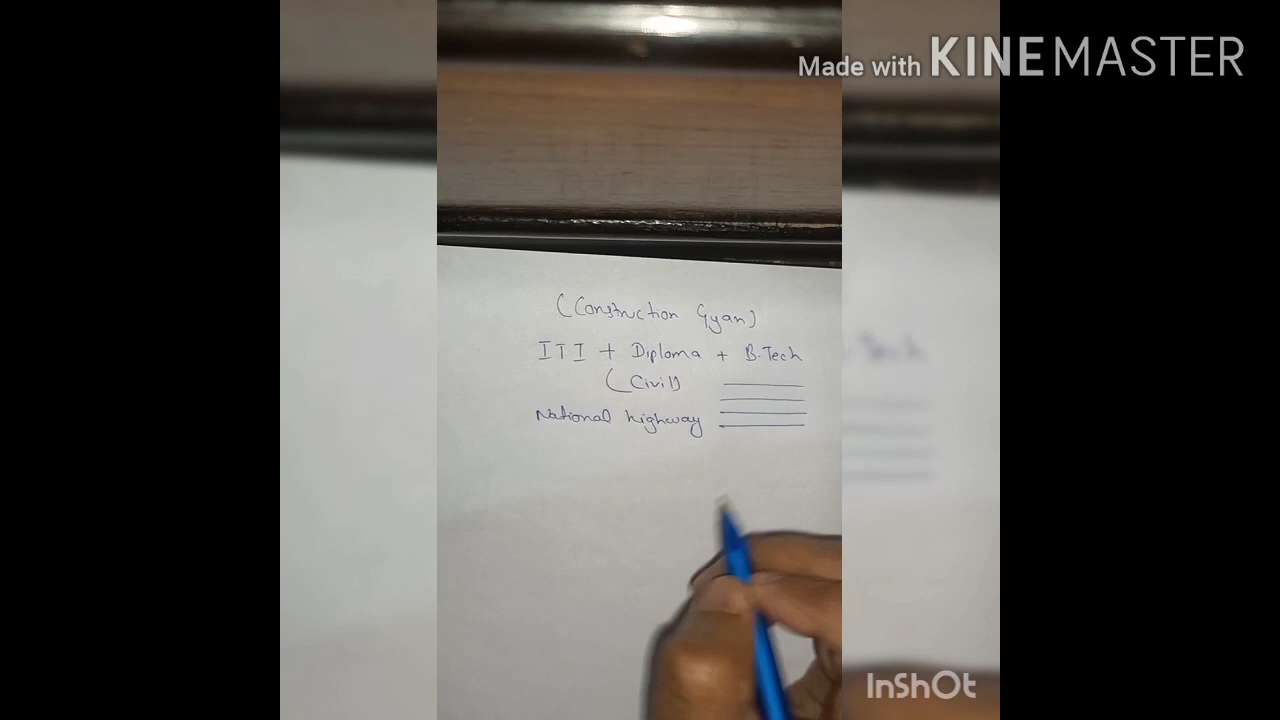 Made with KINEMASTER
(Construction Gyan)
ITI + Diploma + B.Tech
(Civil)
National highway
InShOt